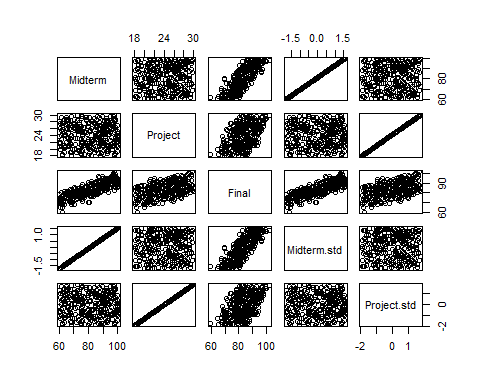 18 24 30 -1.5 0.0 1.5
Midterm 60 80 100
18 24 30 Project
Final 60 90
-1.5 1.0 Midterm.std
Project.std -2 0
60 80 100 60 80 100 -2 0 1